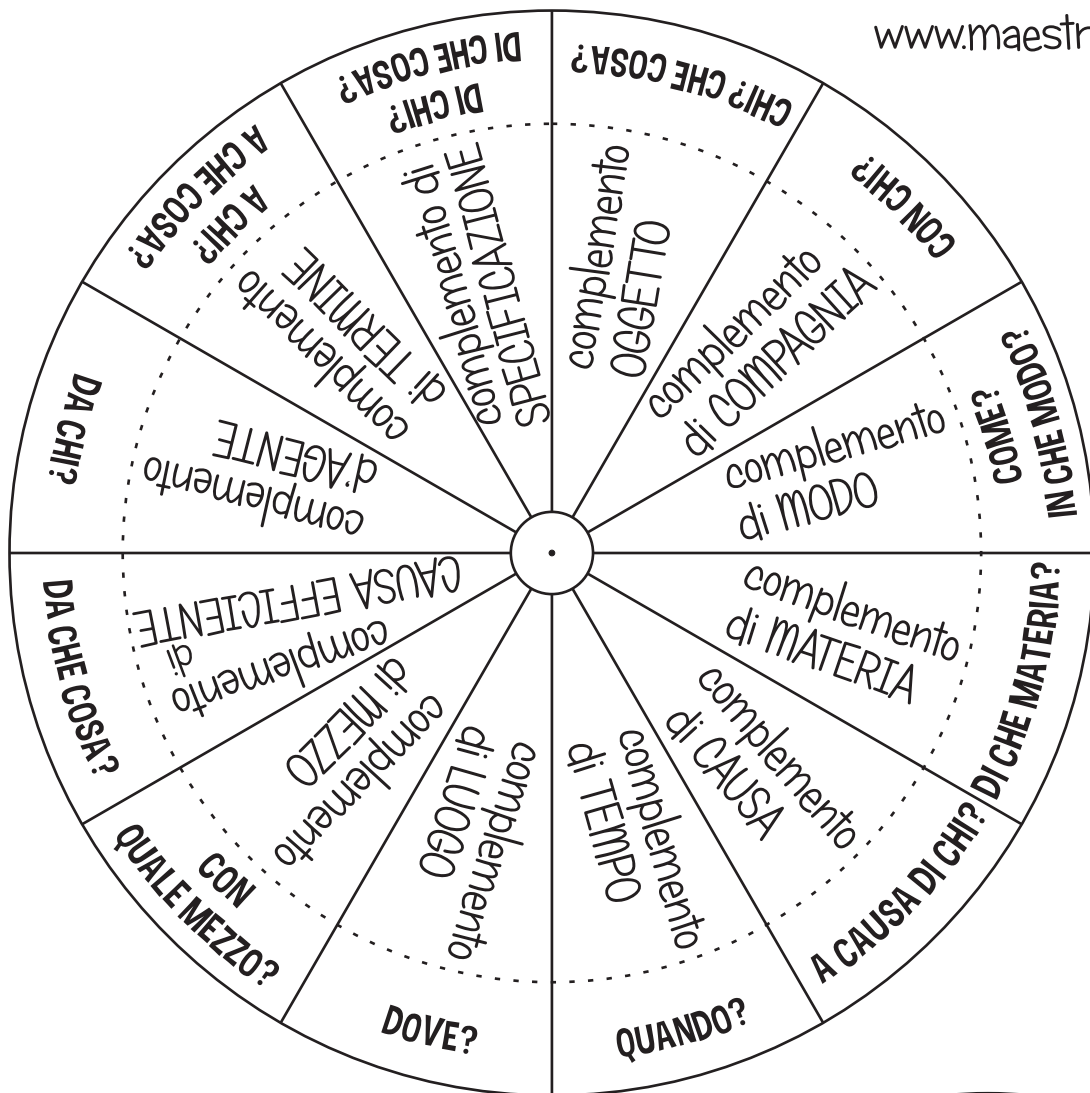 www.maestr
CHI? CHE COSA?
complemento
OGGETTO
CON CHI?
complemento
di COMPAGNIA
IN CHE MODO?
COME?
complemento
di MODO
DI CHE MATERIA?
complemento
di MATERIA
A CAUSA DI CHI?
complemento
di CAUSA
QUANDO?
complemento
di TEMPO
DOVE?
complemento
di LUOGO
CON
QUALE MEZZO?
complemento
di MEZZO
DA CHE COSA?
complemento
di
CAUSA EFFICIENTE
DA CHI?
complemento
d'AGENTE
A CHE COSA?
A CHI?
complemento
di TERMINE
DI CHE COSA?
DI CHI?
complemento di
SPECIFICAZIONE